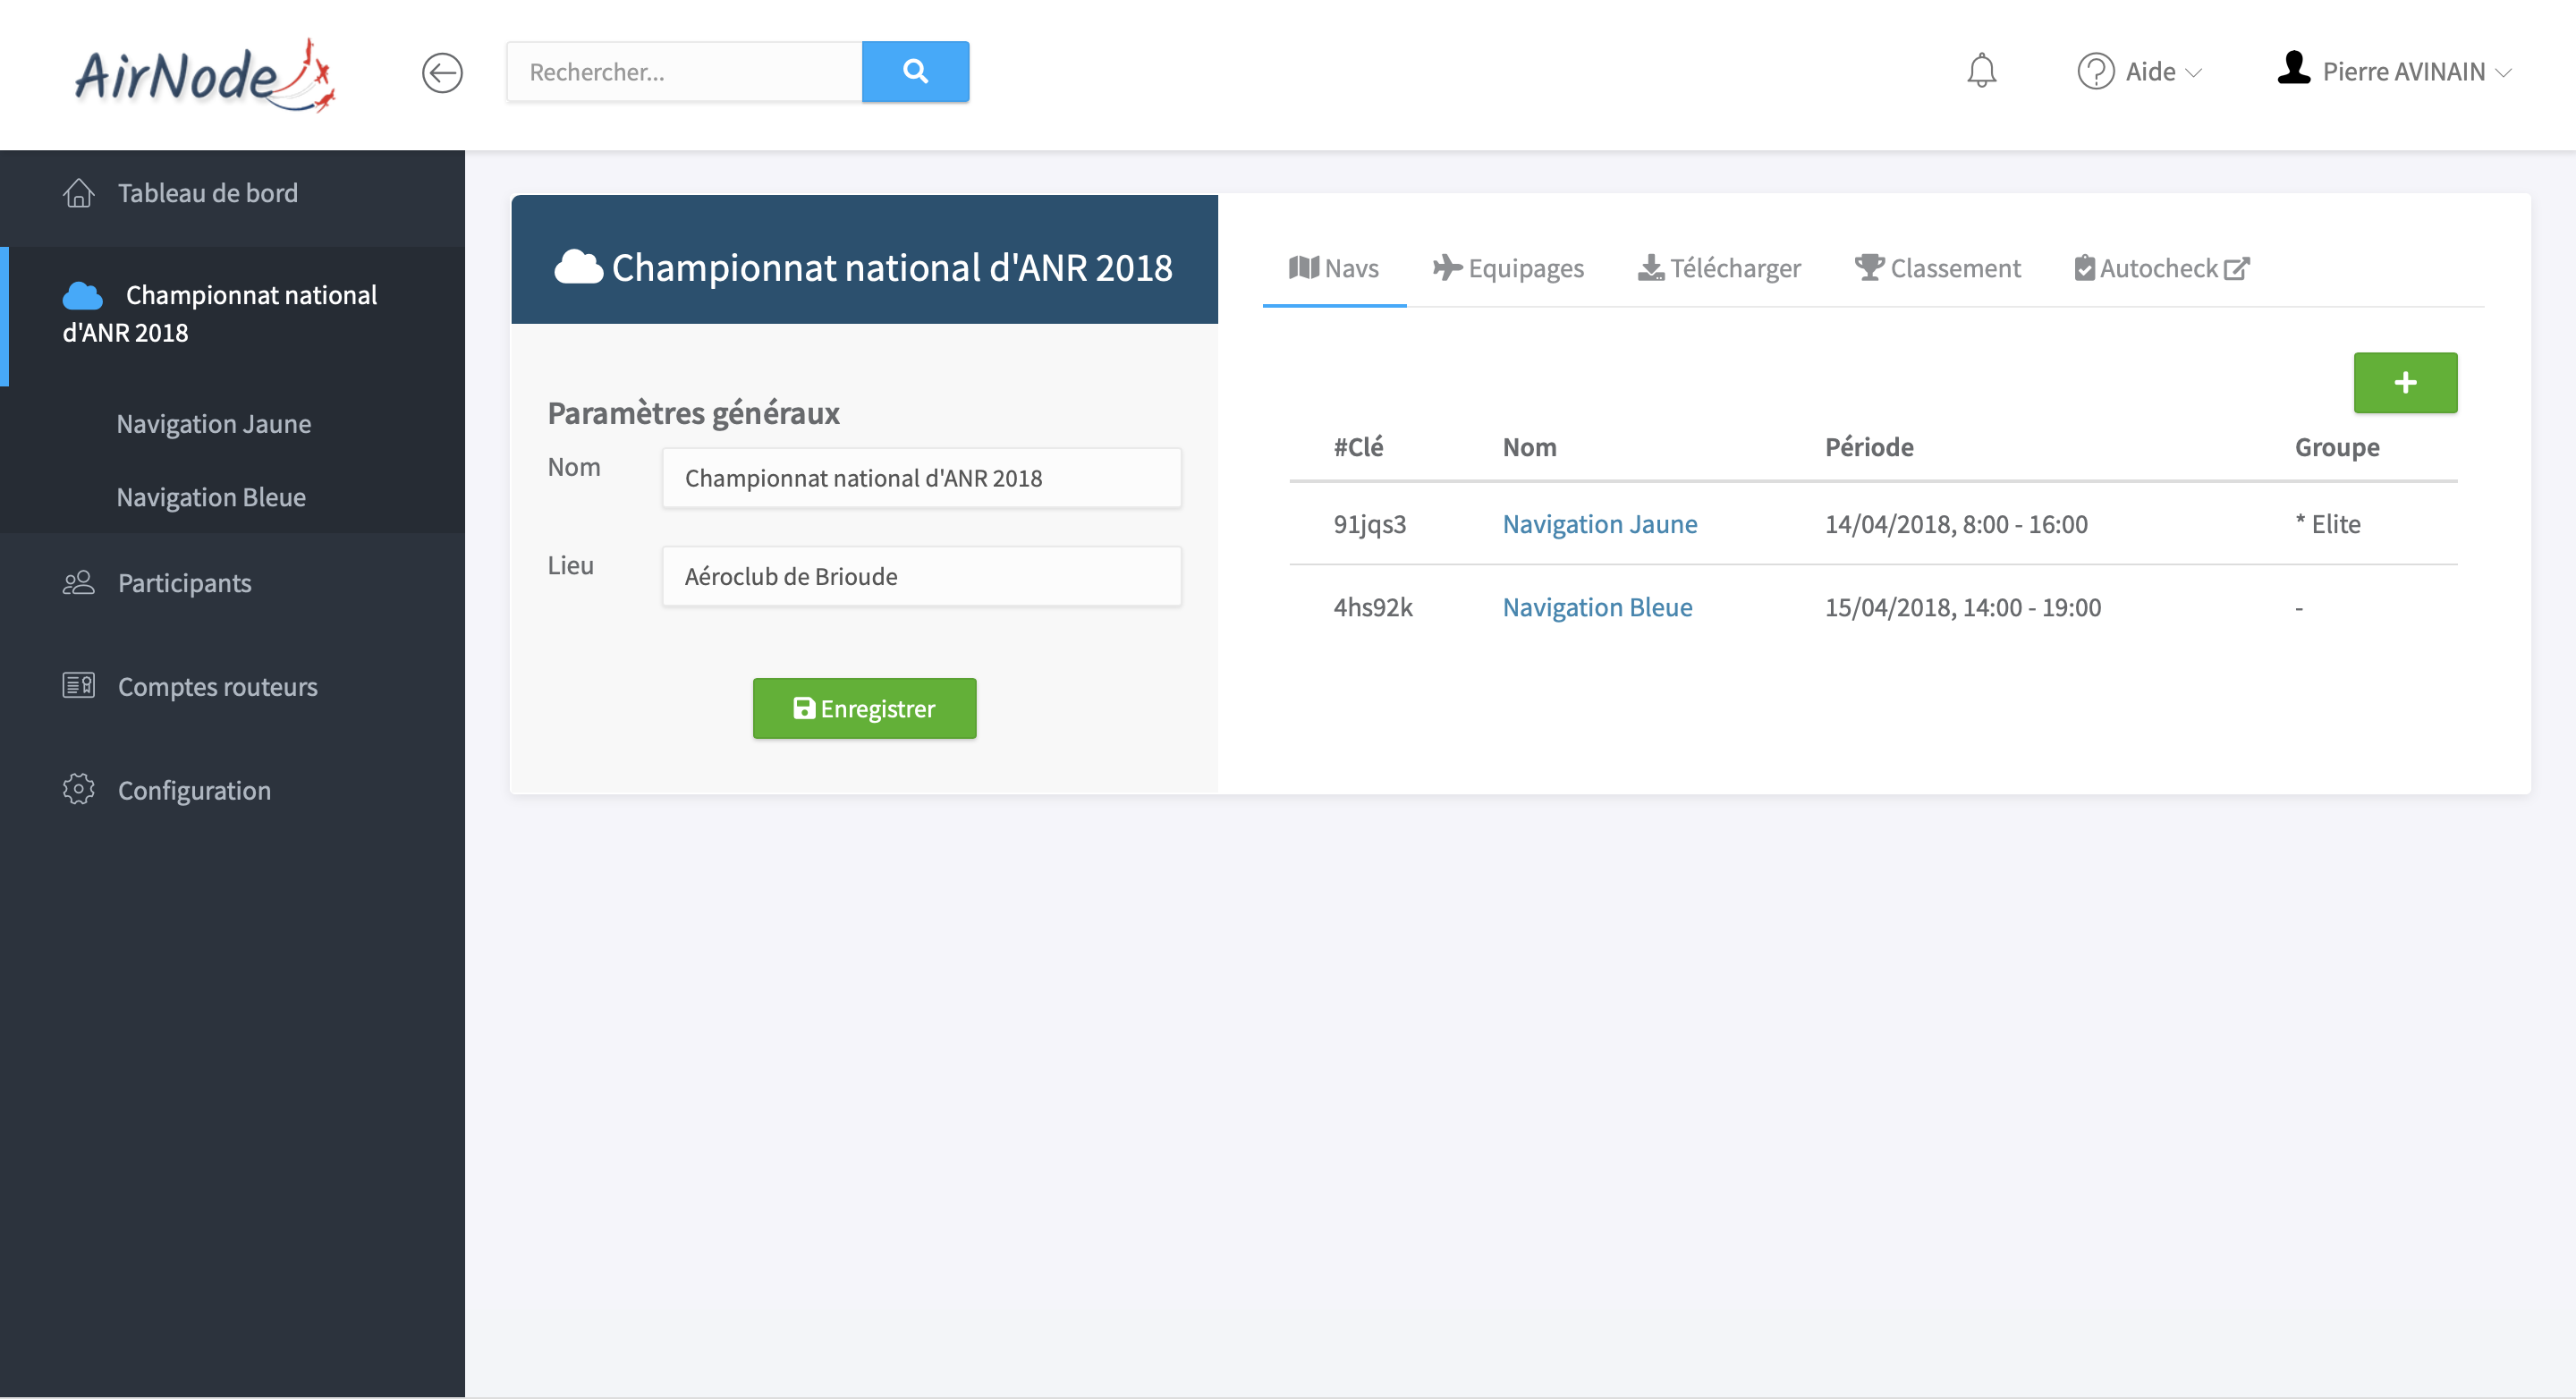 AirNode
Rechercher...
Aide
Pierre AVINAIN
Tableau de bord
Championnat national
d'ANR 2018
Navigation Jaune
Navigation Bleue
Participants
Comptes routeurs
Configuration
Championnat national d'ANR 2018
Paramètres généraux
Nom
Championnat national d'ANR 2018
Lieu
Aéroclub de Brioude
Enregistrer
Navs Equipages Télécharger Classement Autocheck
+
#Clé Nom Période Groupe
91jqs3 Navigation Jaune 14/04/2018, 8:00 - 16:00 * Elite
4hs92k Navigation Bleue 15/04/2018, 14:00 - 19:00 -